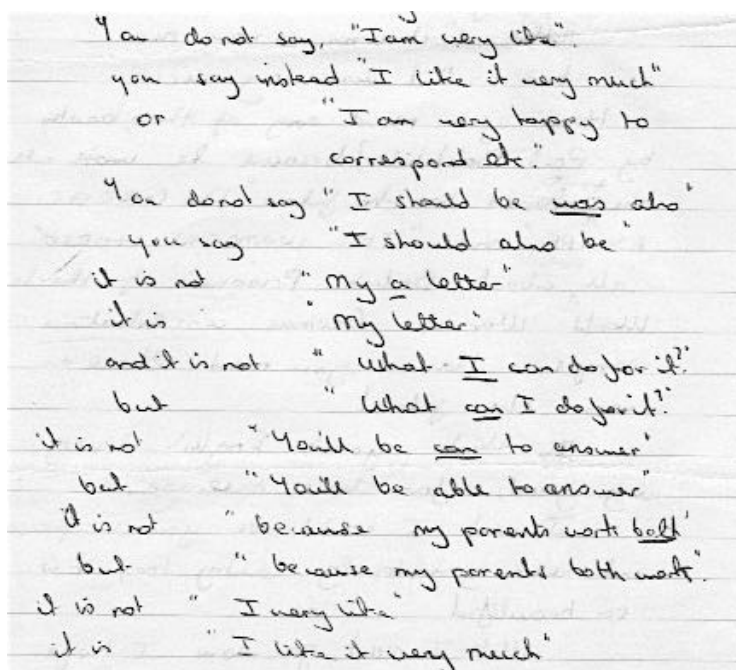 You do not say, "I am very like".
you say instead "I like it very much"
or "I am very happy to
correspond etc."
You do not say "I should be was also"
you say "I should also be"
it is not "My a letter"
it is "My letter"
and it is not "What I can do for it?"
but "What can I do for it?"
it is not "You'll be can to answer"
but "You'll be able to answer"
it is not "because my parents work both"
but "because my parents both work".
it is not "I very like"
it is "I like it very much"